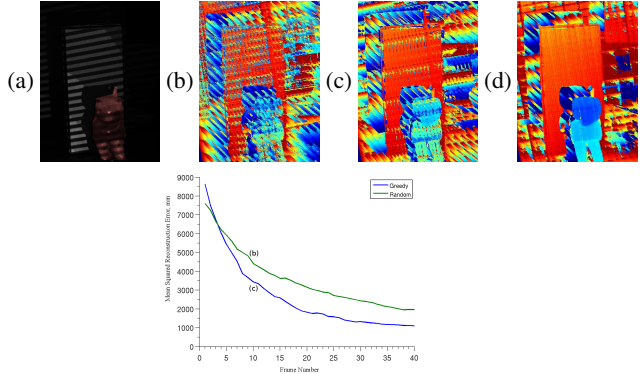 (a) (b) (c) (d)
9000
8000
7000
6000
5000
4000
3000
2000
1000
0
Mean Squared Reconstruction Error, mm
Greedy
Random
(b)
(c)
0 5 10 15 20 25 30 35 40
Frame Number